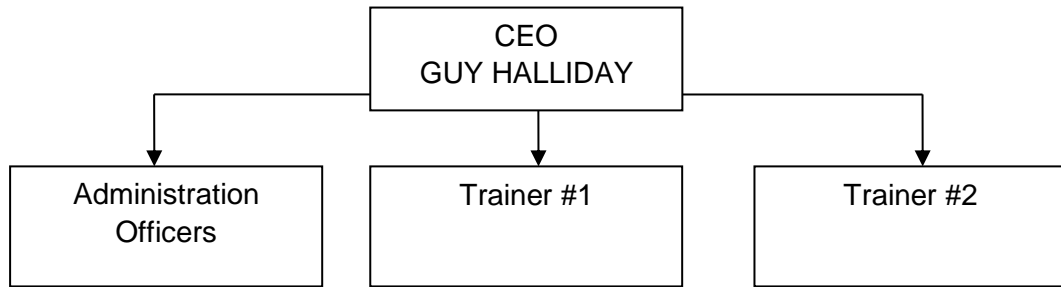 CEO
GUY HALLIDAY
Administration
Officers
Trainer #1
Trainer #2